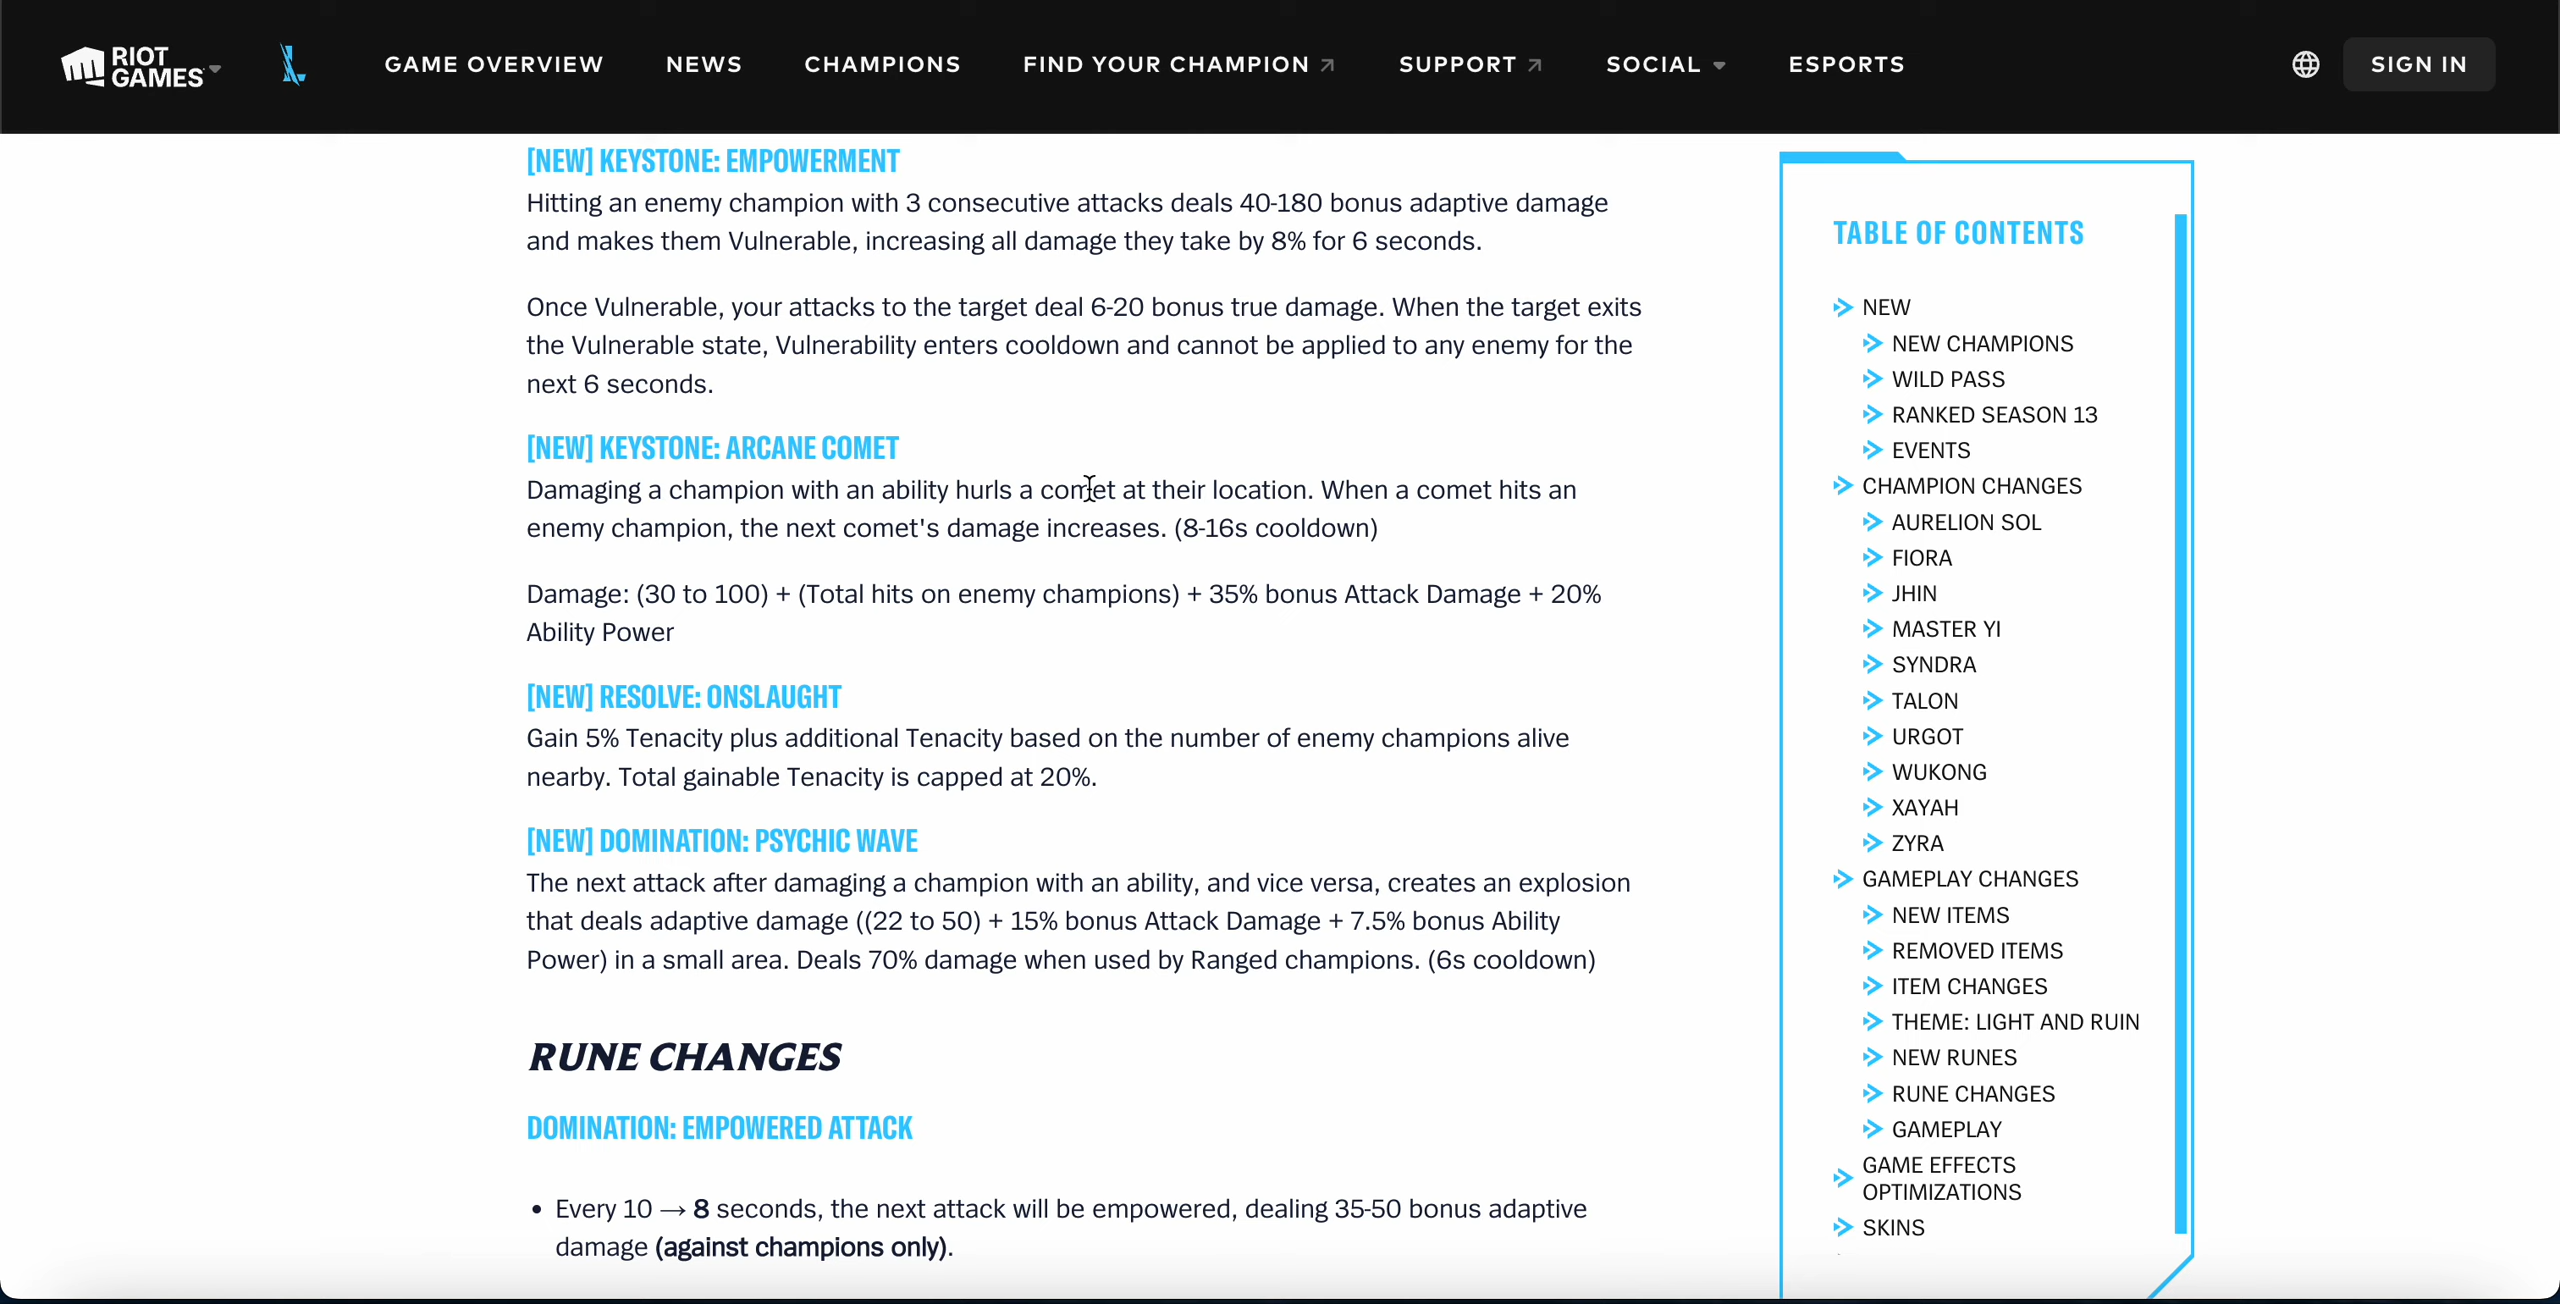 RIOT GAMES
GAME OVERVIEW
NEWS
CHAMPIONS
FIND YOUR CHAMPION
SUPPORT
SOCIAL
ESPORTS
SIGN IN
[NEW] KEYSTONE: EMPOWERMENT
Hitting an enemy champion with 3 consecutive attacks deals 40-180 bonus adaptive damage
and makes them Vulnerable, increasing all damage they take by 8% for 6 seconds.
Once Vulnerable, your attacks to the target deal 6-20 bonus true damage. When the target exits
the Vulnerable state, Vulnerability enters cooldown and cannot be applied to any enemy for the
next 6 seconds.
[NEW] KEYSTONE: ARCANE COMET
Damaging a champion with an ability hurls a comet at their location. When a comet hits an
enemy champion, the next comet's damage increases. (8-16s cooldown)
Damage: (30 to 100) + (Total hits on enemy champions) + 35% bonus Attack Damage + 20%
Ability Power
[NEW] RESOLVE: ONSLAUGHT
Gain 5% Tenacity plus additional Tenacity based on the number of enemy champions alive
nearby. Total gainable Tenacity is capped at 20%.
[NEW] DOMINATION: PSYCHIC WAVE
The next attack after damaging a champion with an ability, and vice versa, creates an explosion
that deals adaptive damage ((22 to 50) + 15% bonus Attack Damage + 7.5% bonus Ability
Power) in a small area. Deals 70% damage when used by Ranged champions. (6s cooldown)
RUNE CHANGES
DOMINATION: EMPOWERED ATTACK
• Every 10 → 8 seconds, the next attack will be empowered, dealing 35-50 bonus adaptive
damage (against champions only).
TABLE OF CONTENTS
NEW
NEW CHAMPIONS
WILD PASS
RANKED SEASON 13
EVENTS
CHAMPION CHANGES
AURELION SOL
FIORA
JHIN
MASTER YI
SYNDRA
TALON
URGOT
WUKONG
XAYAH
ZYRA
GAMEPLAY CHANGES
NEW ITEMS
REMOVED ITEMS
ITEM CHANGES
THEME: LIGHT AND RUIN
NEW RUNES
RUNE CHANGES
GAMEPLAY
GAME EFFECTS
OPTIMIZATIONS
SKINS